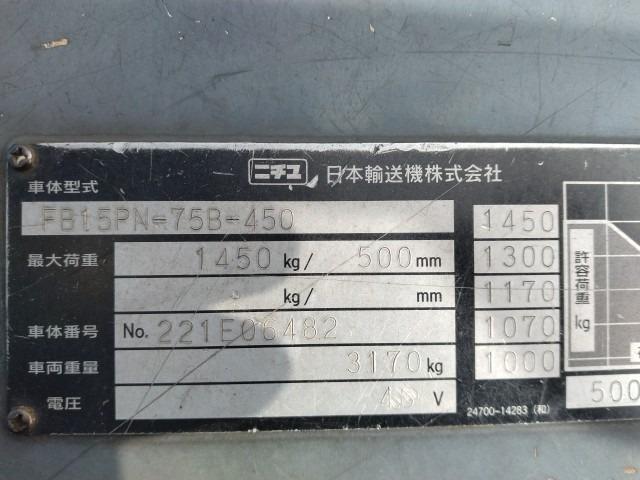 ニチユ 日本輸送機株式会社
車体型式
FB15PN-75B-450
最大荷重 1450 kg/ 500 mm
kg/ mm
車体番号 No. 221E06482
車両重量 3170 kg
電圧 V
1450
1300
1170
1070
1000
許容荷重 kg
500
24700-14283 (和)